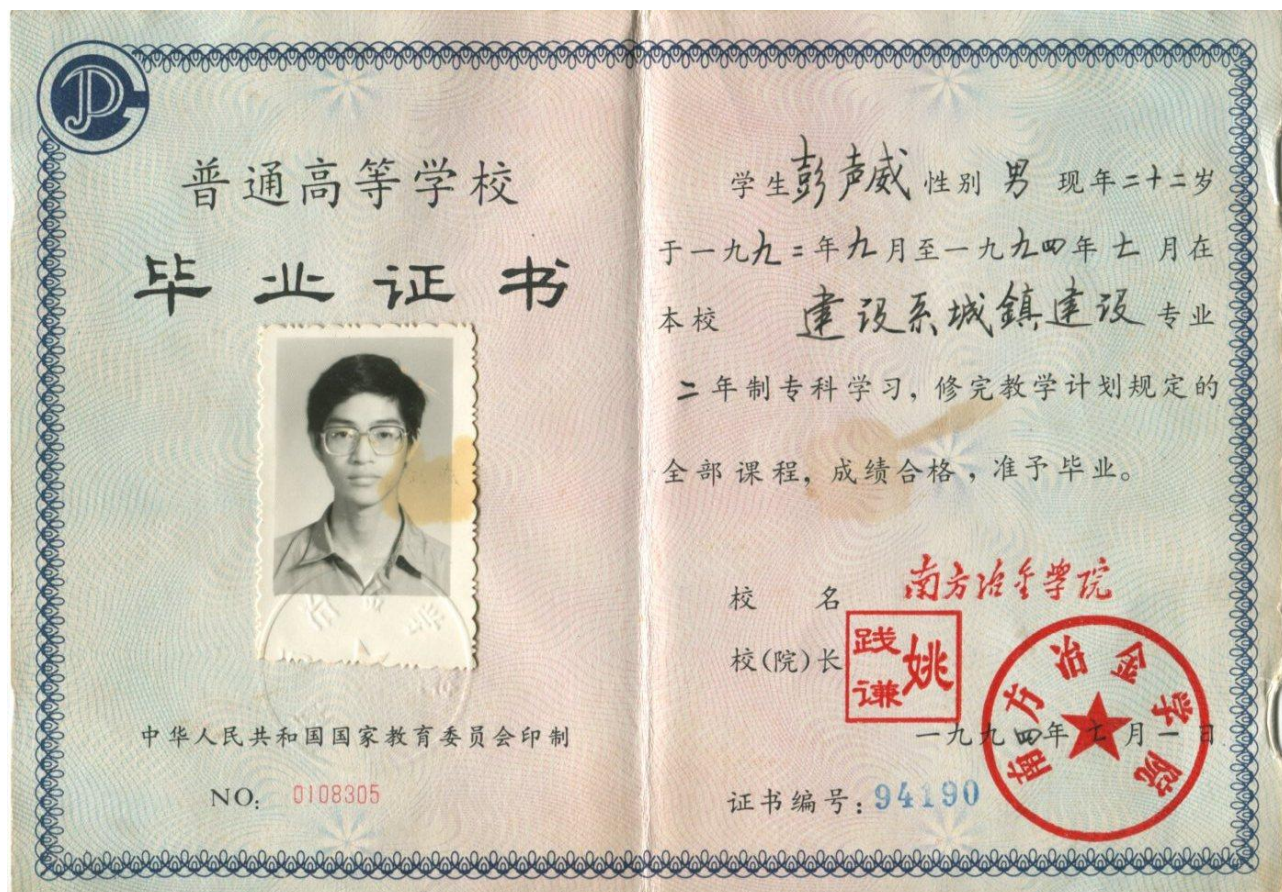 普通高等学校
毕业证书
中华人民共和国国家教育委员会印制
NO: 0108305
学生彭声威 性别 男 现年二十二岁
于一九九二年九月至一九九四年七月在
本校 建设系城鎮建设 专业
二年制专科学习，修完教学计划规定的
全部课程，成绩合格，准予毕业。
校 名 南方冶金学院
校(院)长 姚践谦
南方冶金学院
一九九四年七月一日
证书编号：94190